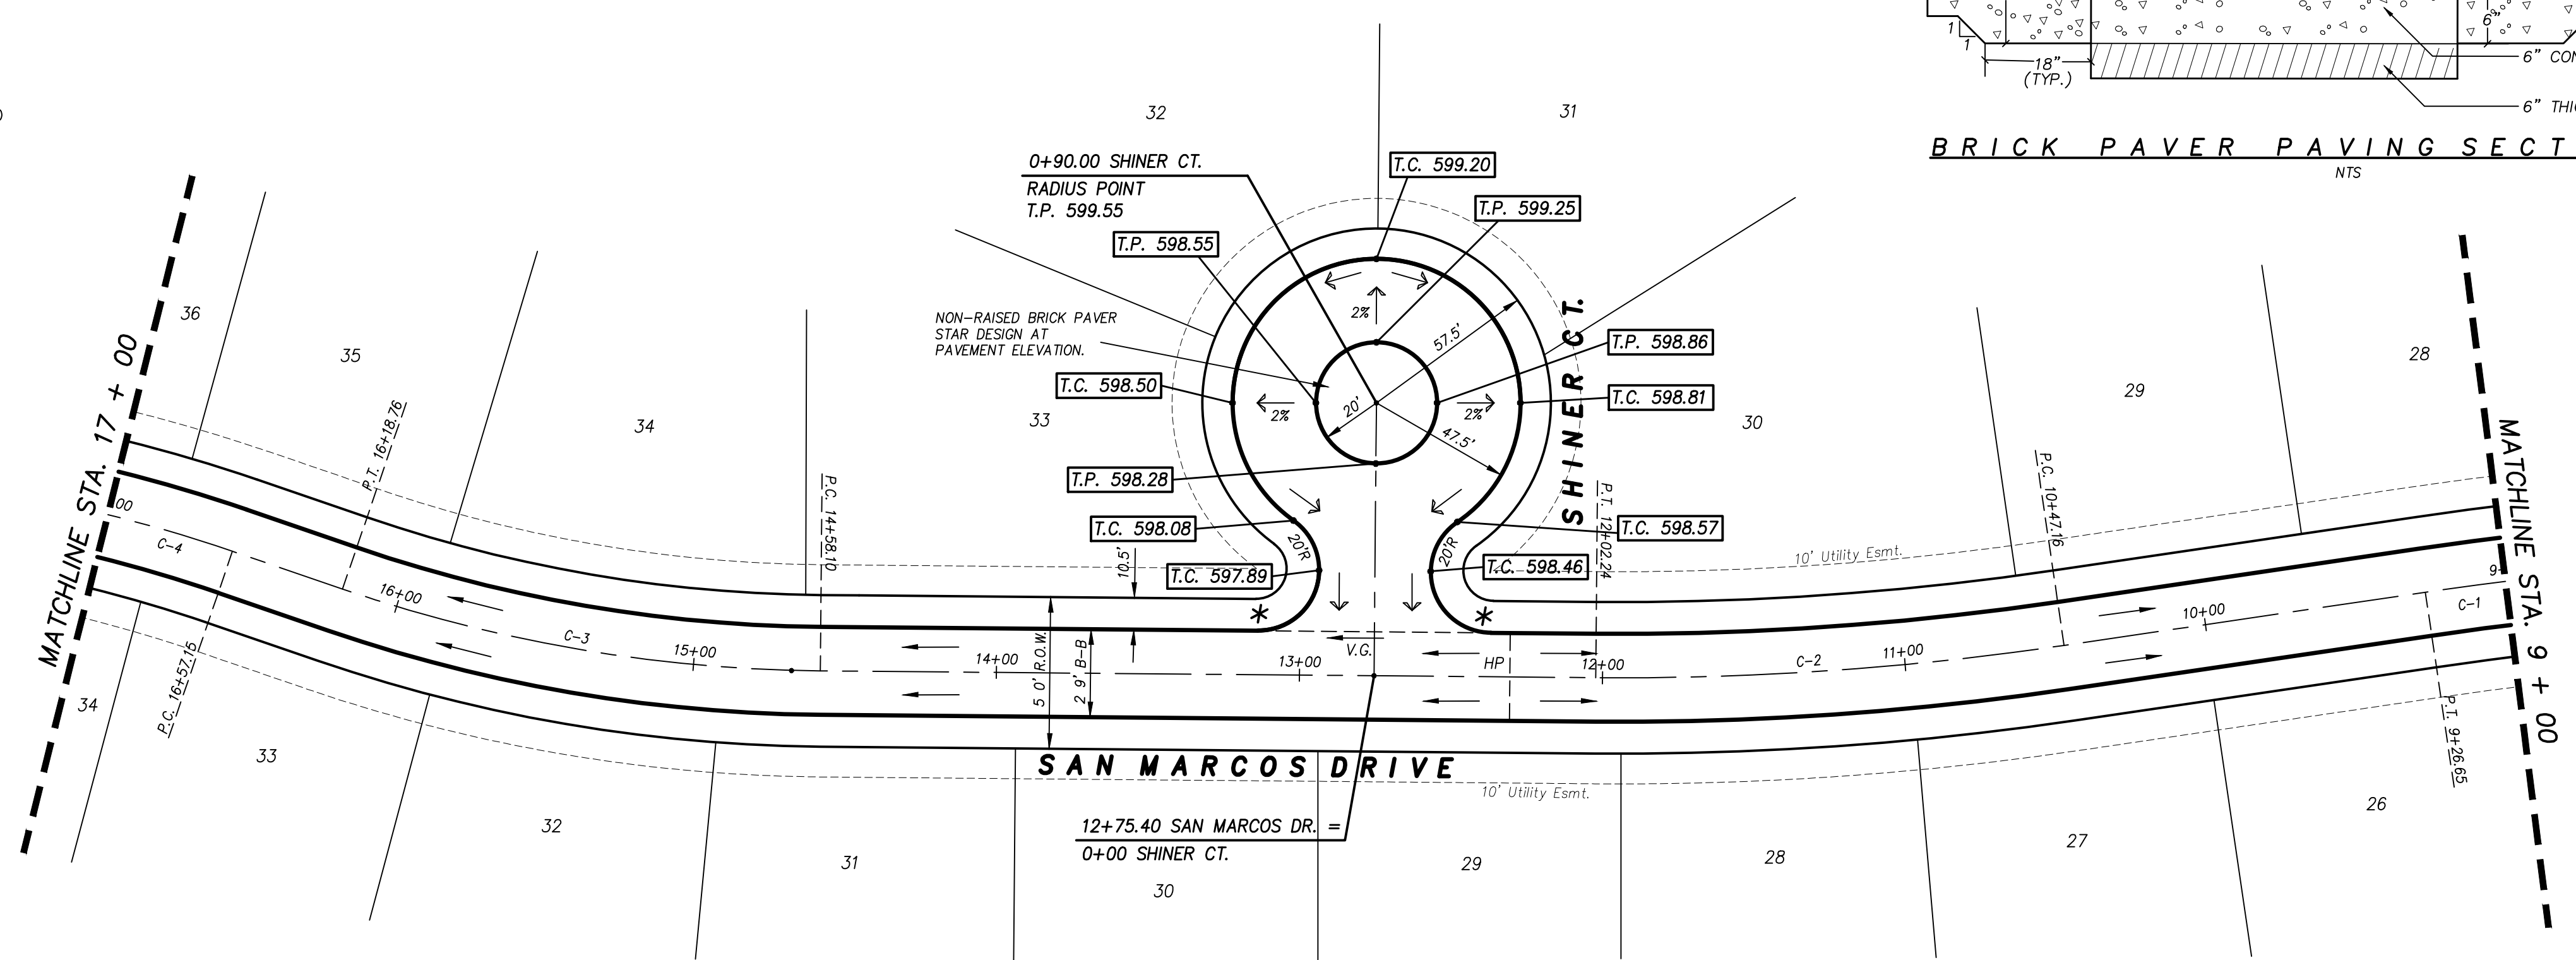 1
1
18"
(TYP.)
6"
6" CON
6" THI
BRICK PAVER PAVING SECT
NTS
32
31
0+90.00 SHINER CT.
RADIUS POINT
T.P. 599.55
T.C. 599.20
T.P. 599.25
T.P. 598.55
NON-RAISED BRICK PAVER
STAR DESIGN AT
PAVEMENT ELEVATION.
2%
57.5'
T.P. 598.86
T.C. 598.50
T.C. 598.81
2%
20'
2%
47.5'
SHINER CT.
T.P. 598.28
T.C. 598.08
T.C. 598.57
20'R
20'R
T.C. 597.89
T.C. 598.46
10.5'
MATCHLINE STA. 17 + 00
36
35
34
33
30
29
28
P.T. 16+18.76
P.C. 14+58.10
P.T. 12+02.24
P.C. 10+47.16
10' Utility Esmt.
MATCHLINE STA. 9 + 00
00
C-4
16+00
C-3
15+00
14+00
13+00
V.G.
HP
12+00
C-2
11+00
10+00
9
C-1
50' R.O.W.
29' B-B
*
*
P.C. 16+57.15
P.T. 9+26.65
SAN MARCOS DRIVE
10' Utility Esmt.
12+75.40 SAN MARCOS DR. =
0+00 SHINER CT.
34
33
32
31
30
29
28
27
26